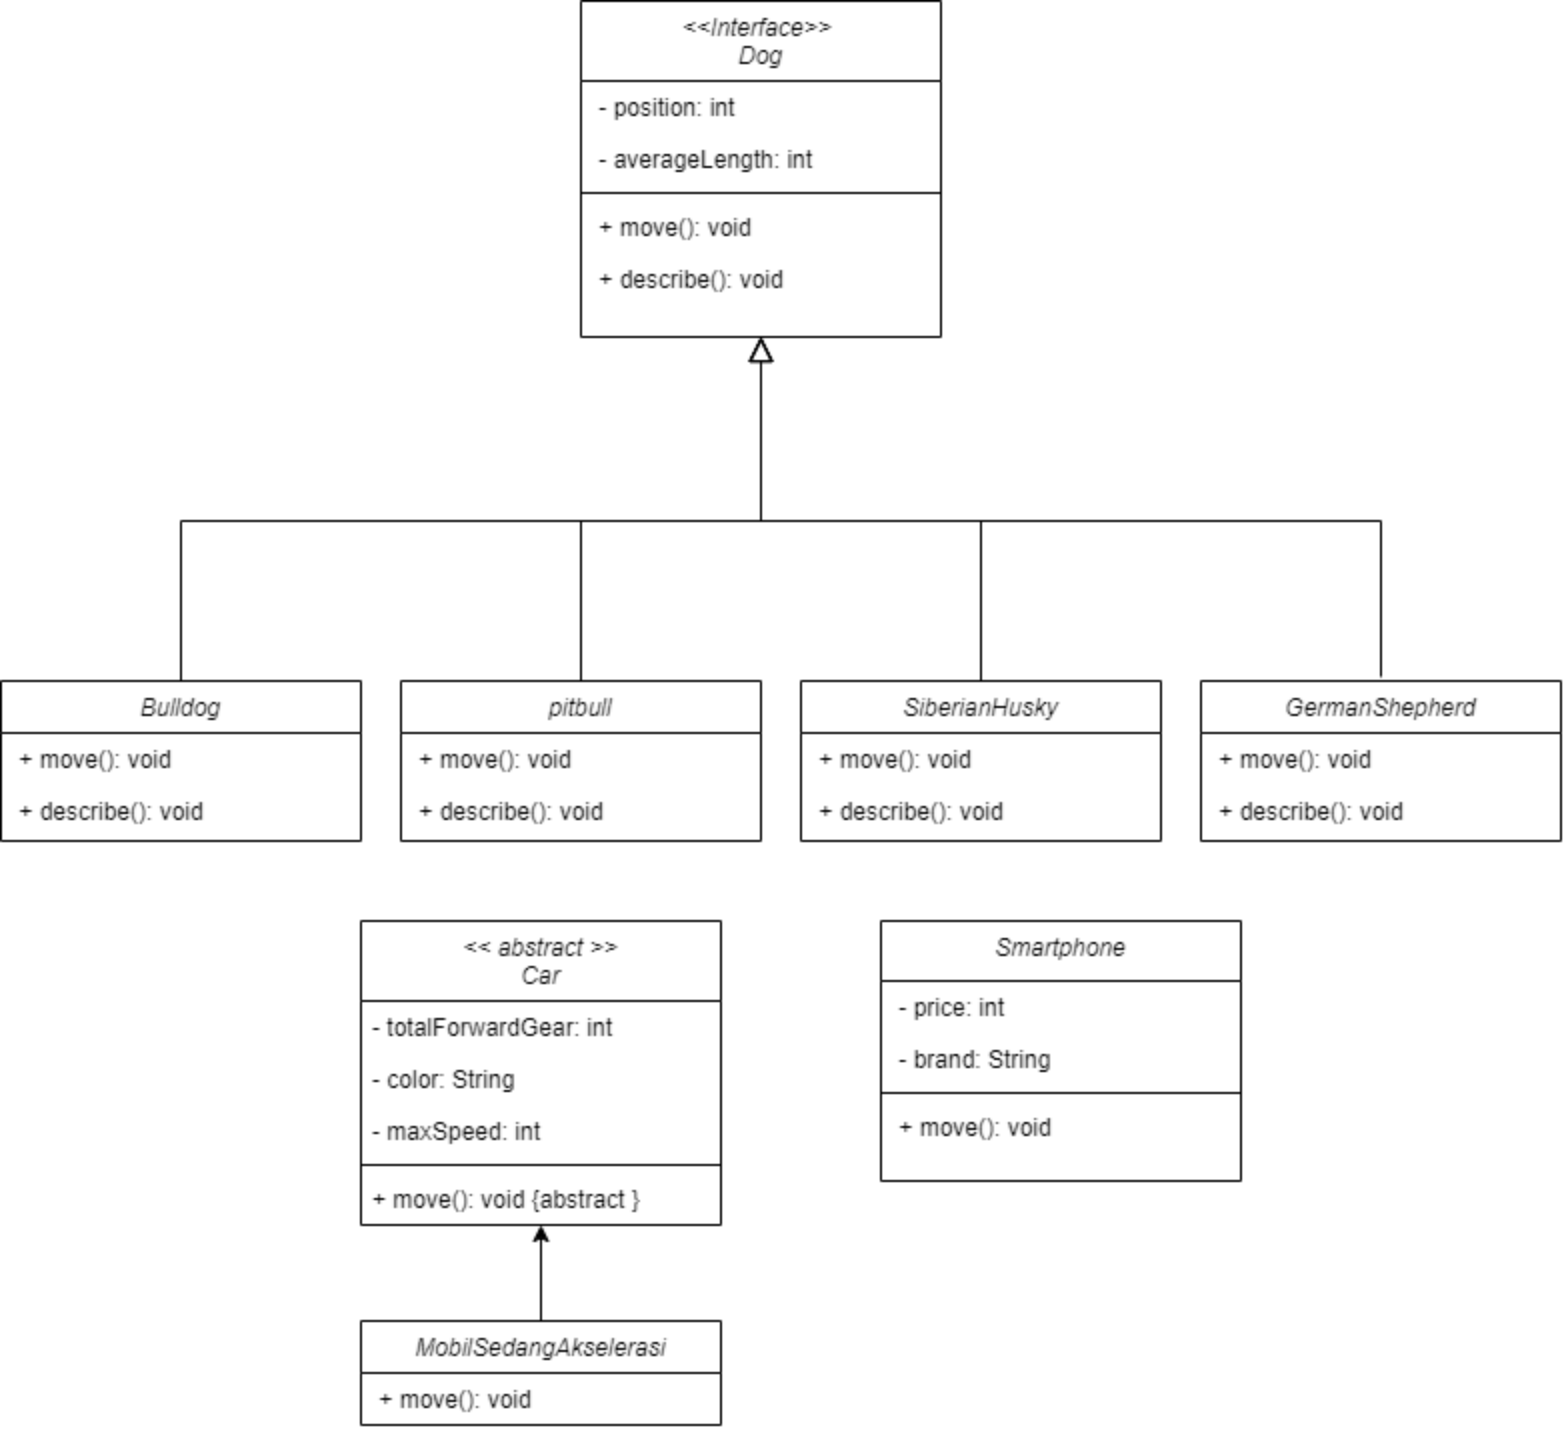 <<Interface>>
Dog
- position: int
- averageLength: int
+ move(): void
+ describe(): void
Bulldog
+ move(): void
+ describe(): void
pitbull
+ move(): void
+ describe(): void
SiberianHusky
+ move(): void
+ describe(): void
GermanShepherd
+ move(): void
+ describe(): void
<< abstract >>
Car
- totalForwardGear: int
- color: String
- maxSpeed: int
+ move(): void {abstract }
Smartphone
- price: int
- brand: String
+ move(): void
MobilSedangAkselerasi
+ move(): void